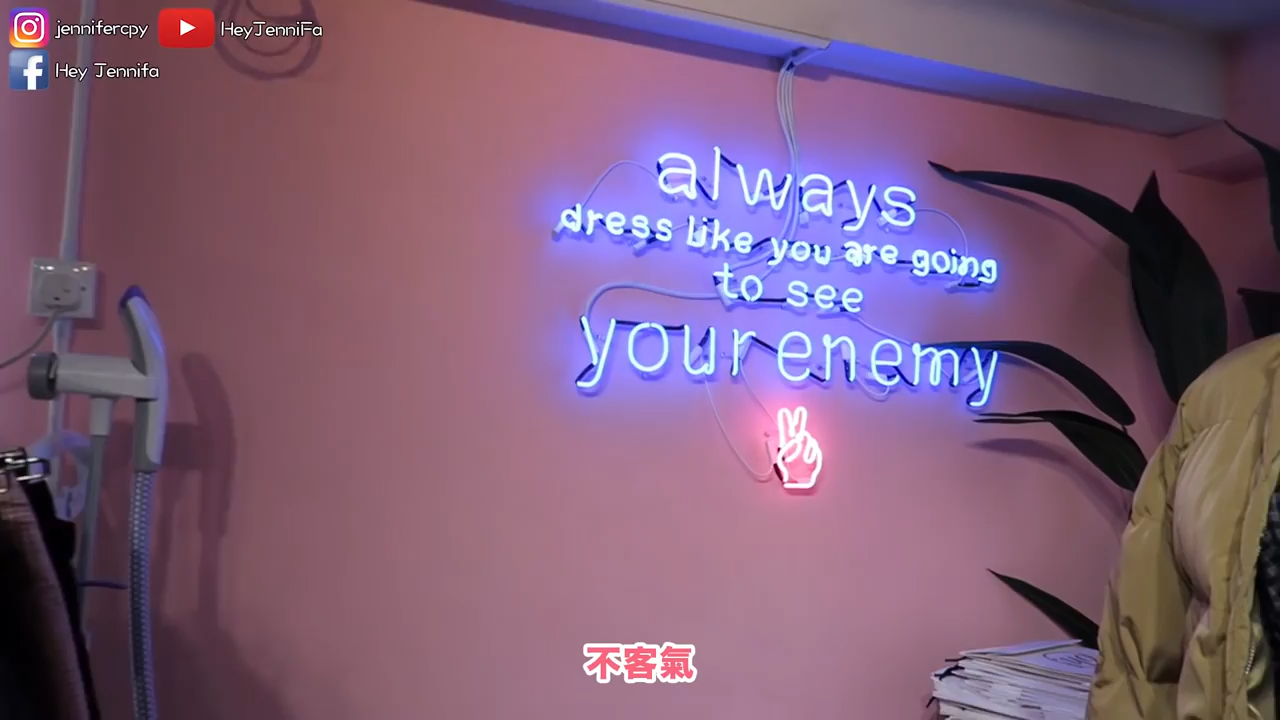 jennifercpy
HeyJenniFa
Hey Jennifa
always
dress like you are going
to see
your enemy
不客氣